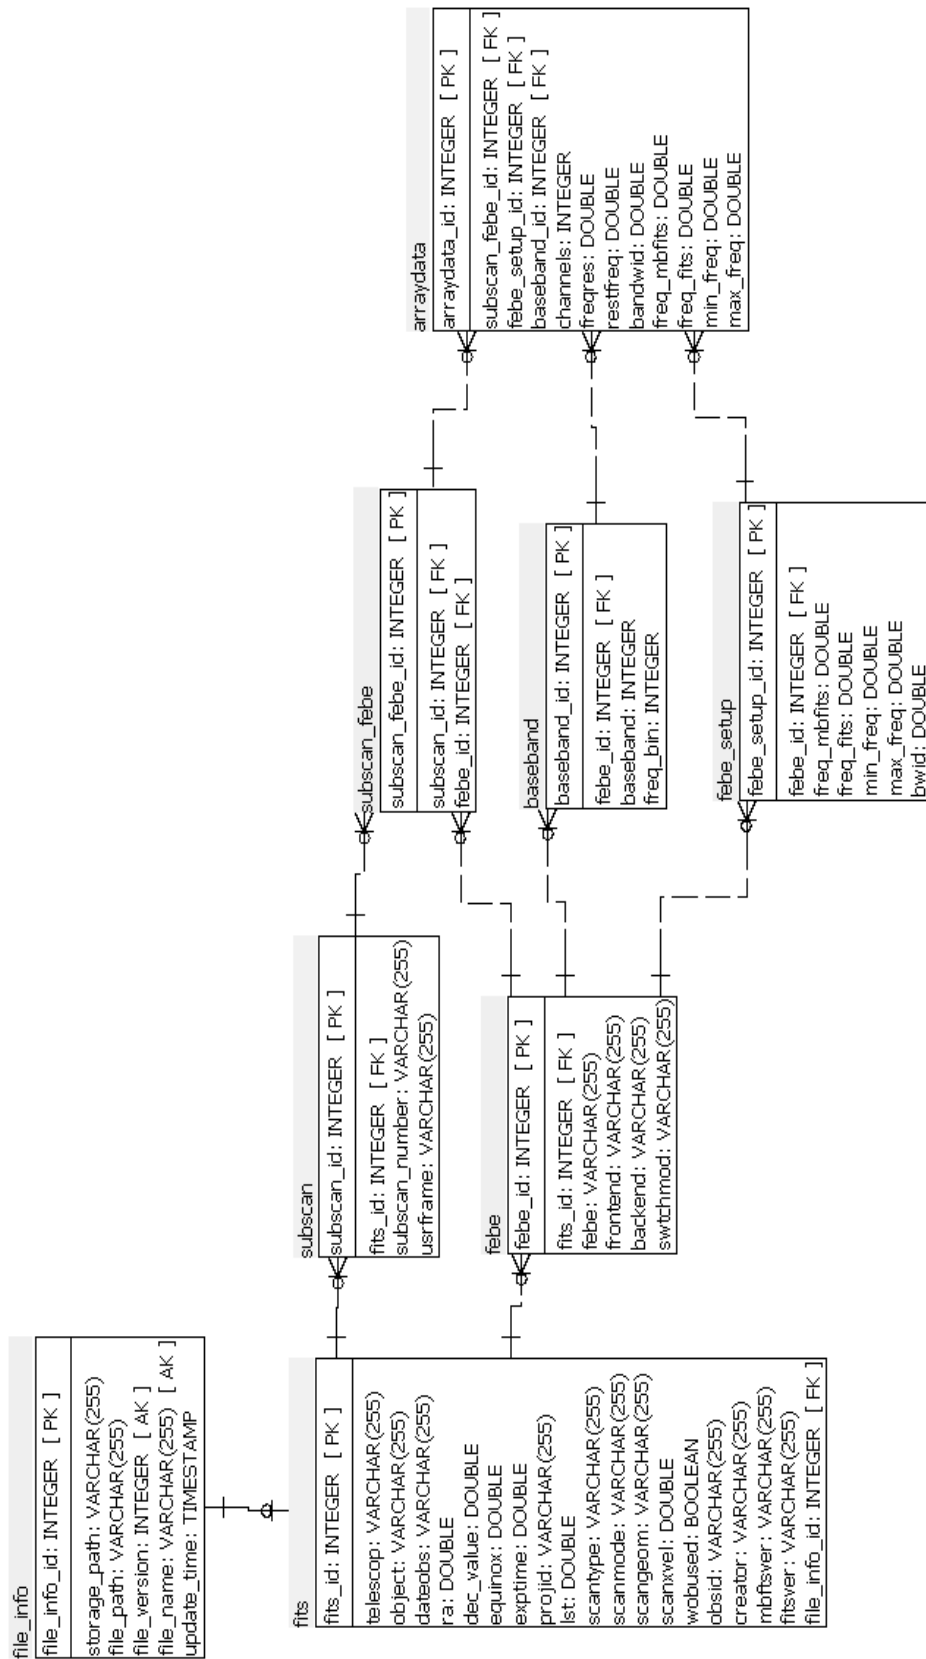 file_info
file_info_id: INTEGER [ PK ]
storage_path: VARCHAR(255)
file_path: VARCHAR(255)
file_version: INTEGER [ AK ]
file_name: VARCHAR(255) [ AK ]
update_time: TIMESTAMP
fits
fits_id: INTEGER [ PK ]
telescop: VARCHAR(255)
object: VARCHAR(255)
dateobs: VARCHAR(255)
ra: DOUBLE
dec_value: DOUBLE
equinox: DOUBLE
exptime: DOUBLE
projid: VARCHAR(255)
lst: DOUBLE
scantype: VARCHAR(255)
scanmode: VARCHAR(255)
scangeom: VARCHAR(255)
scanxvel: DOUBLE
wobused: BOOLEAN
obsid: VARCHAR(255)
creator: VARCHAR(255)
mbftsver: VARCHAR(255)
fitsver: VARCHAR(255)
file_info_id: INTEGER [ FK ]
subscan
subscan_id: INTEGER [ PK ]
fits_id: INTEGER [ FK ]
subscan_number: VARCHAR(255)
usrframe: VARCHAR(255)
febe
febe_id: INTEGER [ PK ]
fits_id: INTEGER [ FK ]
febe: VARCHAR(255)
frontend: VARCHAR(255)
backend: VARCHAR(255)
swtchmod: VARCHAR(255)
subscan_febe
subscan_febe_id: INTEGER [ PK ]
subscan_id: INTEGER [ FK ]
febe_id: INTEGER [ FK ]
baseband
baseband_id: INTEGER [ PK ]
febe_id: INTEGER [ FK ]
baseband: INTEGER
freq_bin: INTEGER
febe_setup
febe_setup_id: INTEGER [ PK ]
febe_id: INTEGER [ FK ]
freq_mbfits: DOUBLE
freq_fits: DOUBLE
min_freq: DOUBLE
max_freq: DOUBLE
bwid: DOUBLE
arraydata
arraydata_id: INTEGER [ PK ]
subscan_febe_id: INTEGER [ FK ]
febe_setup_id: INTEGER [ FK ]
baseband_id: INTEGER [ FK ]
channels: INTEGER
freqres: DOUBLE
restfreq: DOUBLE
bandwid: DOUBLE
freq_mbfits: DOUBLE
freq_fits: DOUBLE
min_freq: DOUBLE
max_freq: DOUBLE